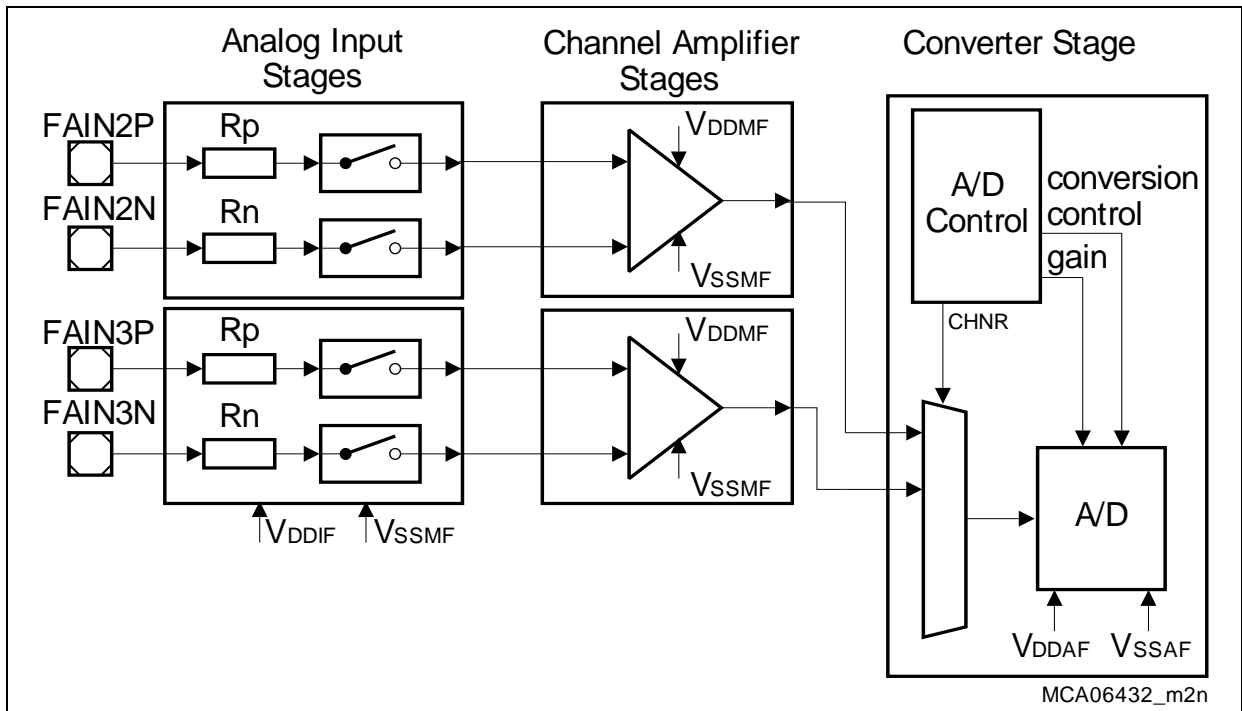 Analog Input
Stages
Channel Amplifier
Stages
Converter Stage
FAIN2P
Rp
FAIN2N
Rn
VDDMF
VSSMF
FAIN3P
Rp
FAIN3N
Rn
VDDIF
VSSMF
VDDMF
VSSMF
A/D
Control
conversion
control
gain
CHNR
A/D
VDDAF
VSSAF
MCA06432_m2n